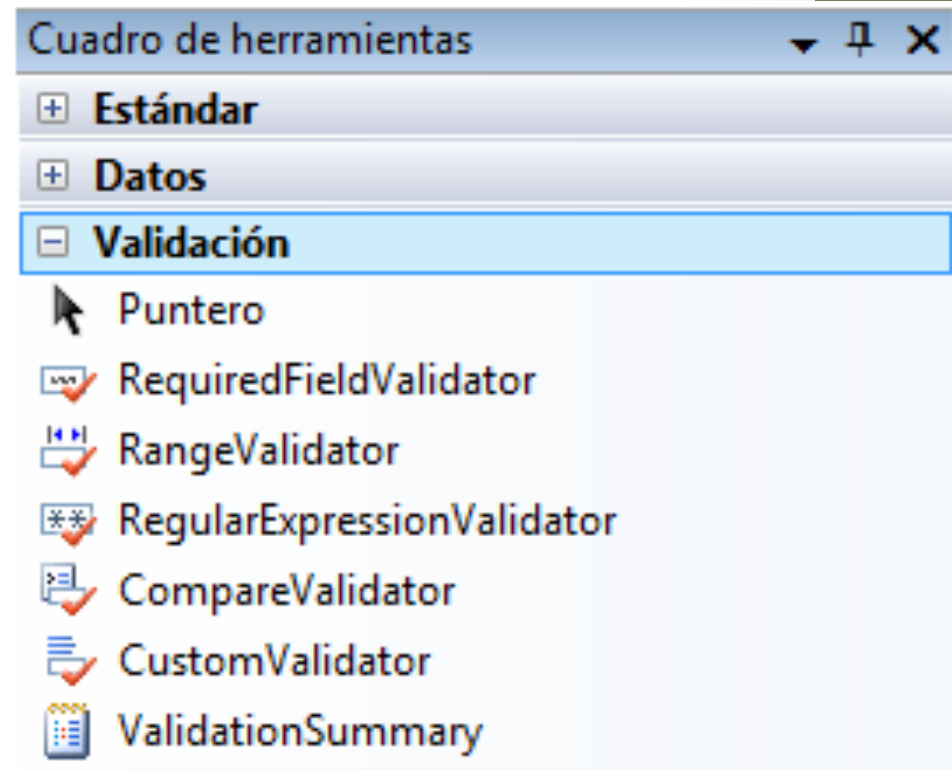 Cuadro de herramientas
Estándar
Datos
Validación
Puntero
RequiredFieldValidator
RangeValidator
RegularExpressionValidator
CompareValidator
CustomValidator
ValidationSummary